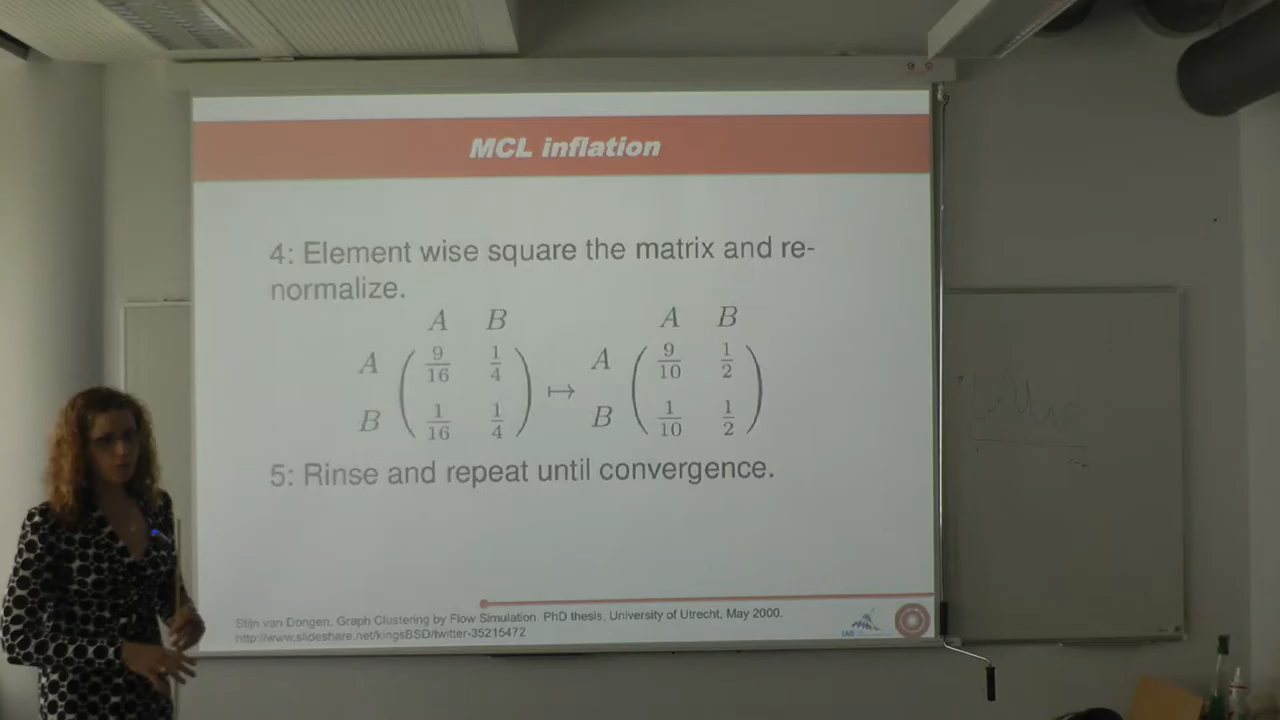 MCL inflation
4: Element wise square the matrix and re-
normalize.
A B A B
A 9/16 1/4 ↦ A 9/10 1/2
B 1/16 1/4 B 1/10 1/2
5: Rinse and repeat until convergence.
Stijn van Dongen, Graph Clustering by Flow Simulation. PhD thesis, University of Utrecht, May 2000.
http://www.slideshare.net/kingsBSD/twitter-35215472
IAS